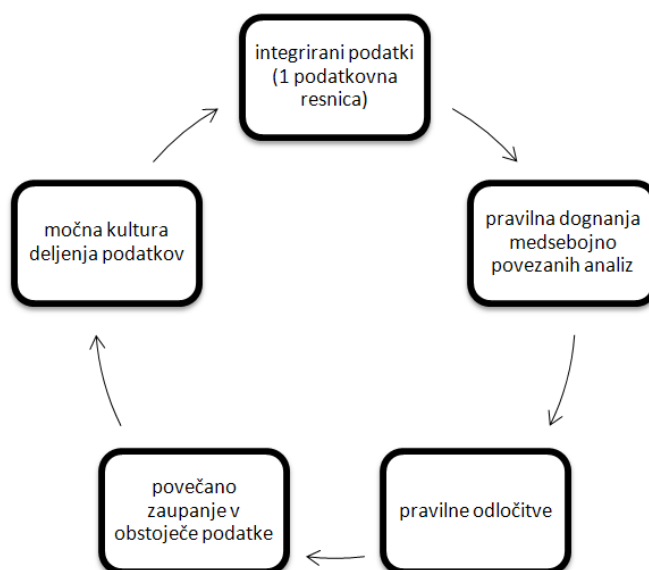 integrirani podatki
(1 podatkovna
resnica)
pravilna dognanja
medsebojno
povezanih analiz
pravilne odločitve
povečano
zaupanje v
obstoječe podatke
močna kultura
deljenja podatkov